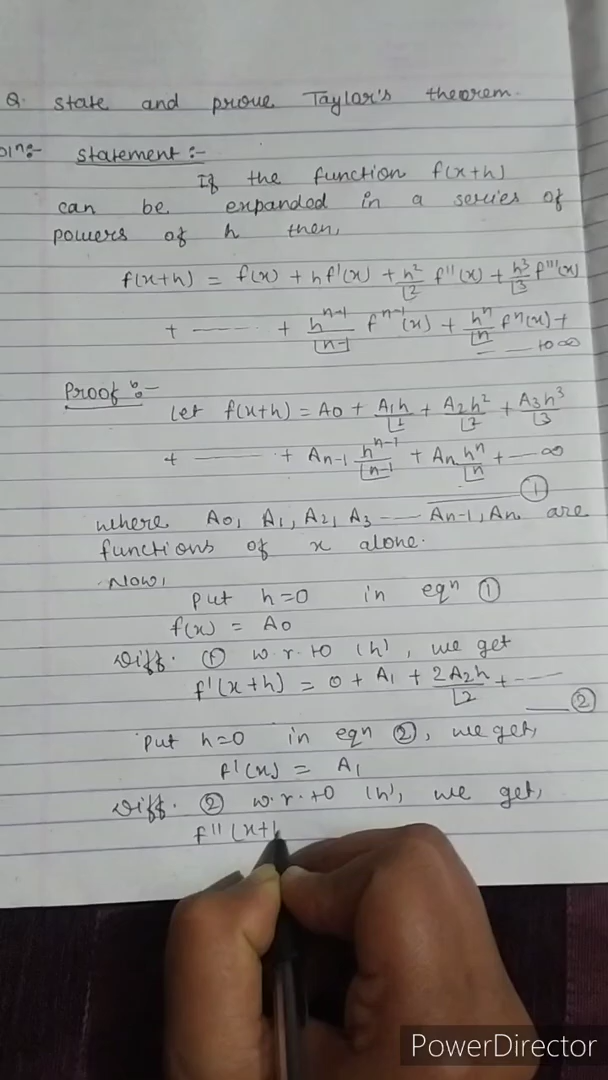 Q. state and prove Taylor's theorem.
oln:- Statement :-
If the function f(x+h)
can be expanded in a series of
powers of h then,
f(x+h) = f(x) + hf'(x) + h²/⌊2 f''(x) + h³/⌊3 f'''(x)
+ ------ + hⁿ⁻¹/⌊n-1 fⁿ⁻¹(x) + hⁿ/⌊n fⁿ(x) +
--- to ∞
Proof :-
Let f(x+h) = A0 + A1h/⌊1 + A2h²/⌊2 + A3h³/⌊3
+ ------ + An-1 hⁿ⁻¹/⌊n-1 + An hⁿ/⌊n + --- ∞
①
where A0, A1, A2, A3 --- An-1, An are
functions of x alone.
Now,
put h=0 in eqⁿ ①
f(x) = A0
Diff. ① w.r.to 'h', we get
f'(x+h) = 0 + A1 + 2A2h/⌊2 + ---
②
put h=0 in eqⁿ ②, we get,
f'(x) = A1
Diff. ② w.r.to 'h', we get,
f''(x+
PowerDirector